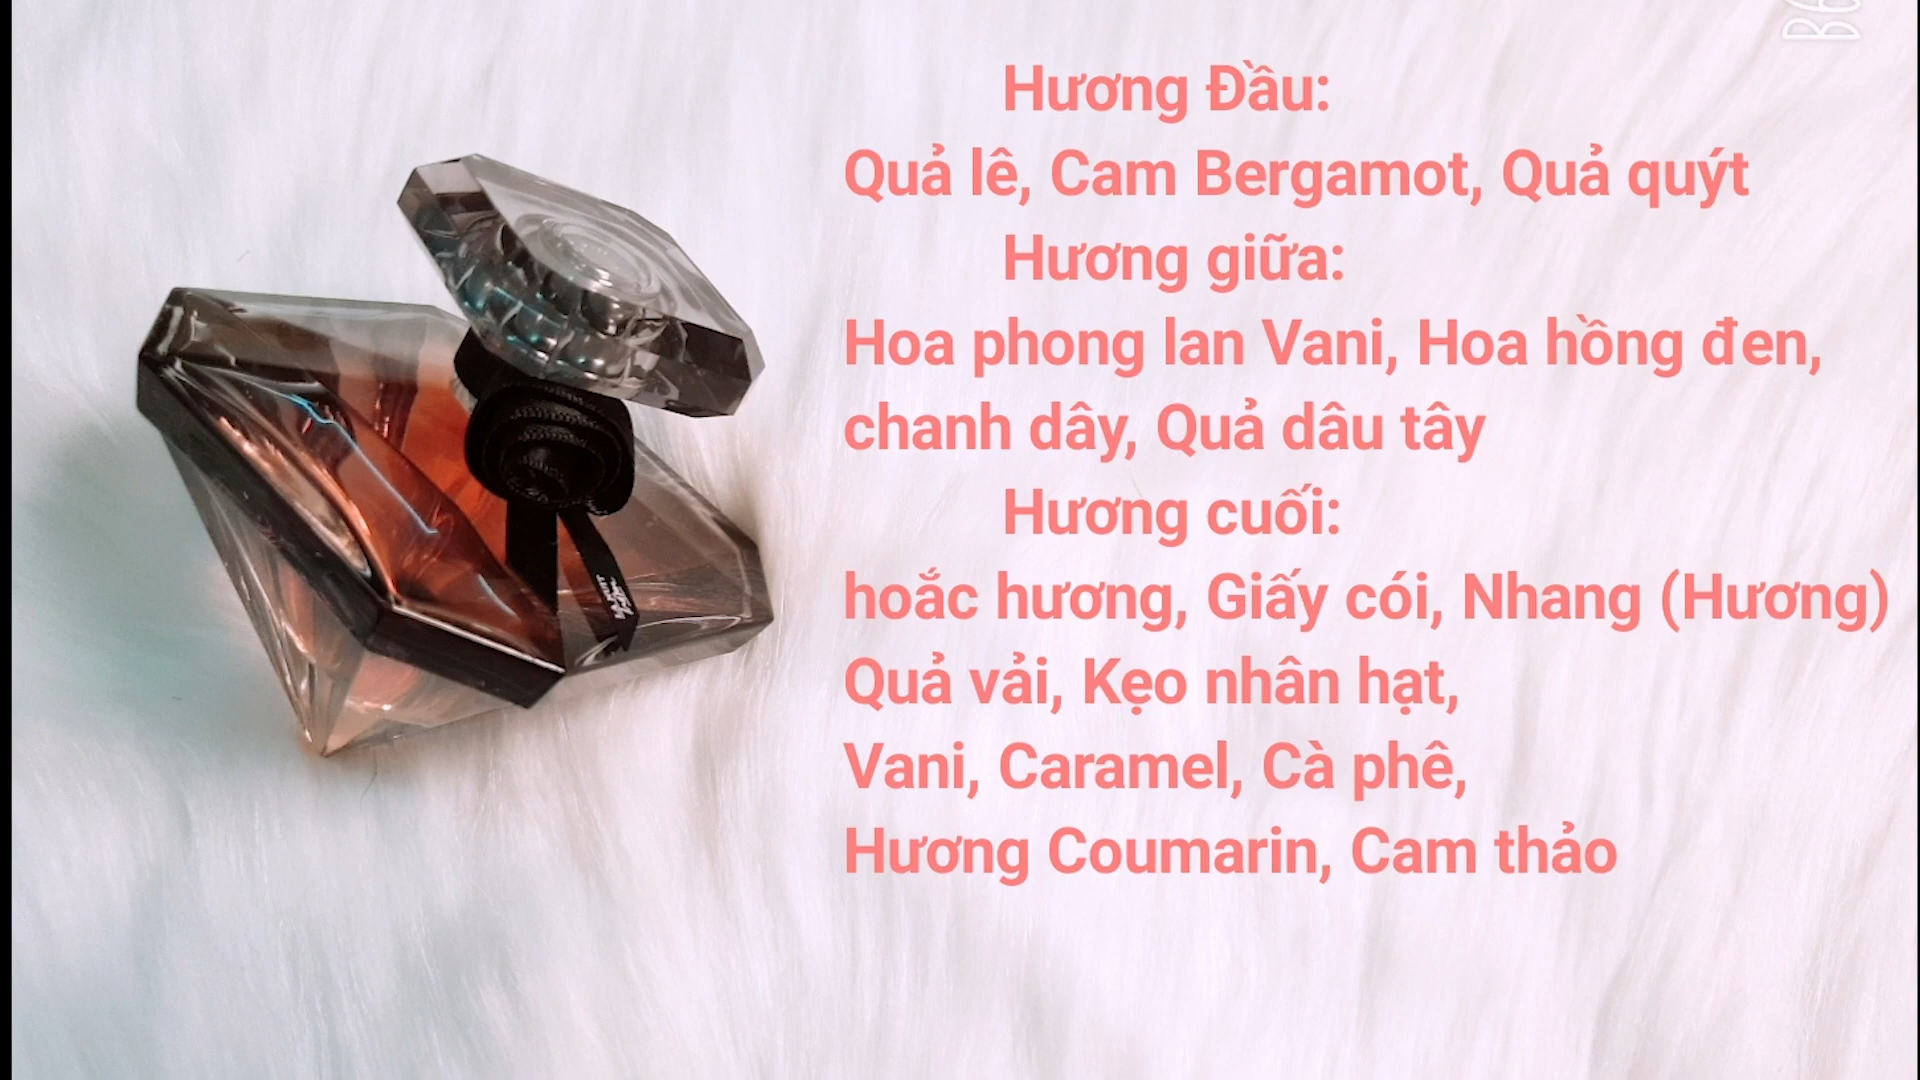 Hương Đầu:
Quả lê, Cam Bergamot, Quả quýt
Hương giữa:
Hoa phong lan Vani, Hoa hồng đen,
chanh dây, Quả dâu tây
Hương cuối:
hoắc hương, Giấy cói, Nhang (Hương)
Quả vải, Kẹo nhân hạt,
Vani, Caramel, Cà phê,
Hương Coumarin, Cam thảo